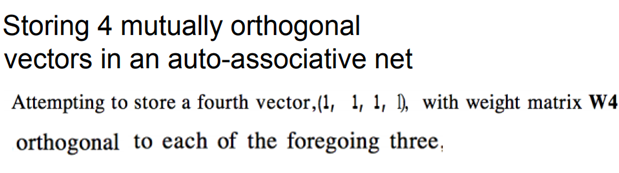 Storing 4 mutually orthogonal
vectors in an auto-associative net
Attempting to store a fourth vector,(1, 1, 1, 1), with weight matrix W4
orthogonal to each of the foregoing three.